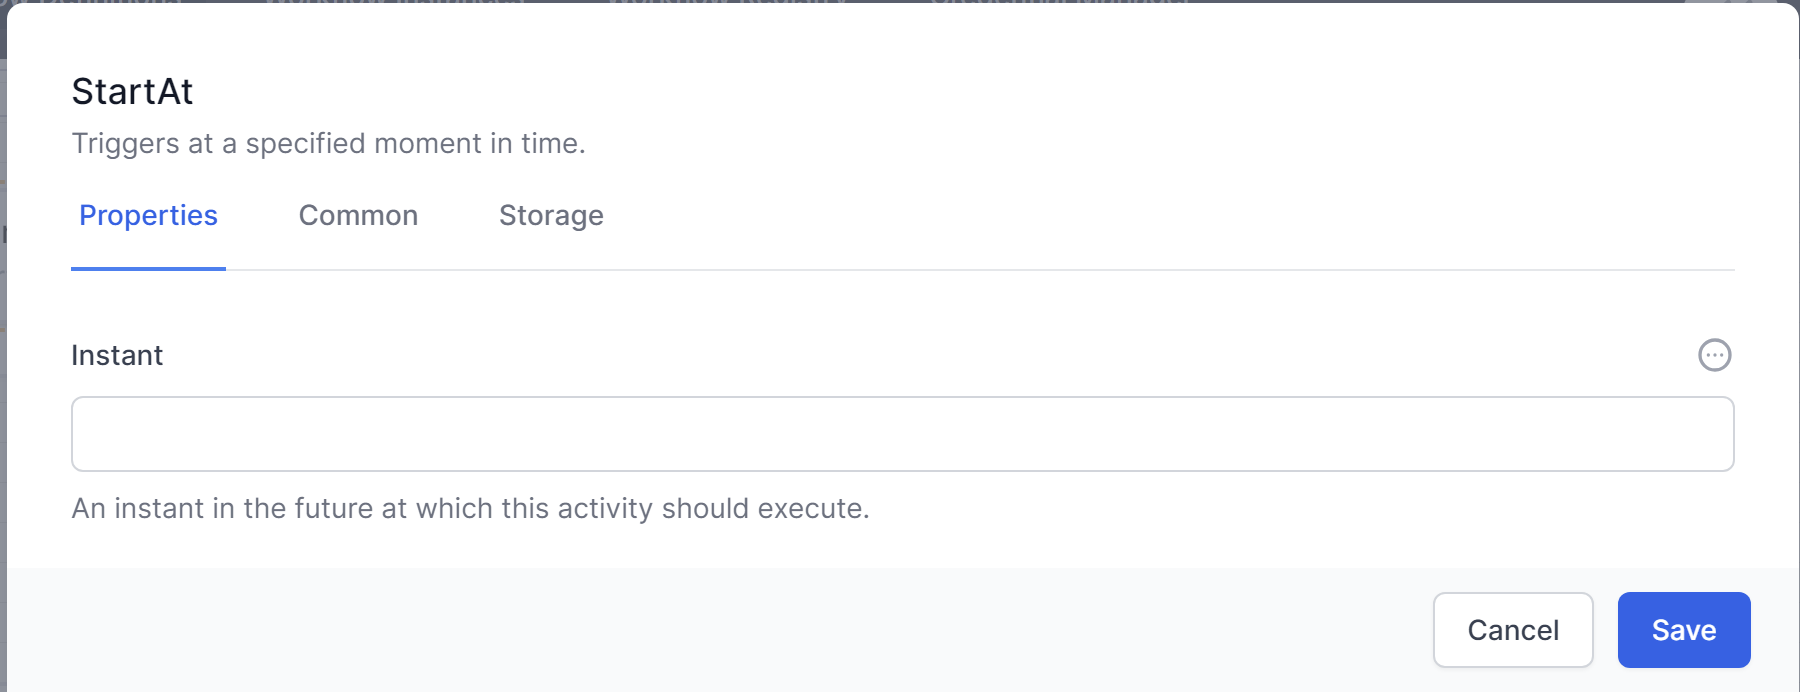 StartAt
Triggers at a specified moment in time.
Properties Common Storage
Instant
An instant in the future at which this activity should execute.
Cancel Save